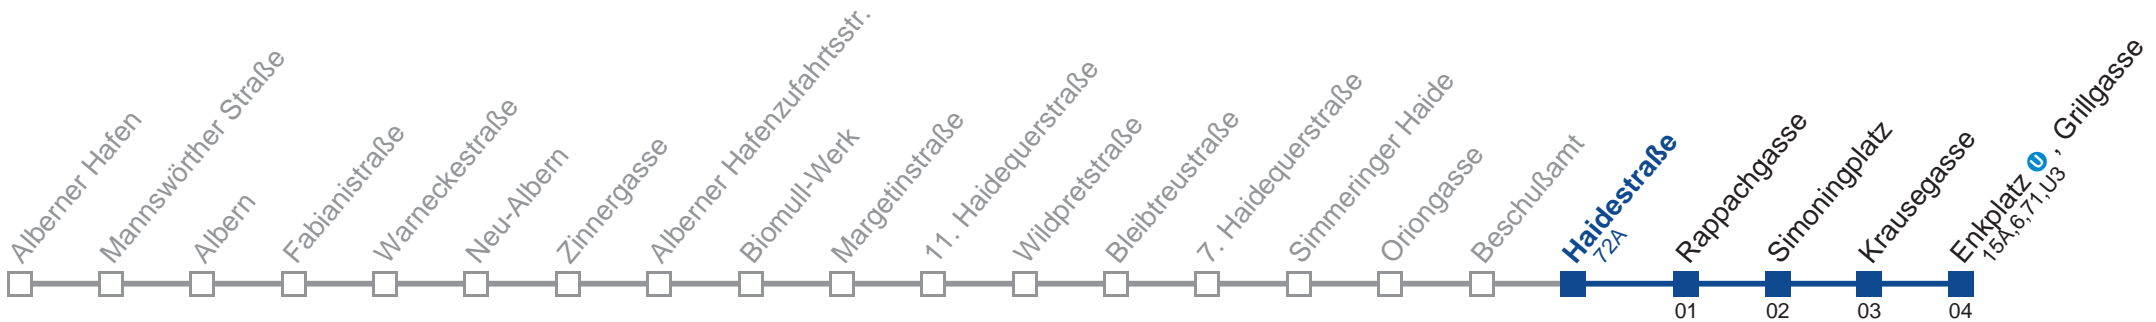 Alberner Hafen
Mannswörther Straße
Albern
Fabianistraße
Warneckestraße
Neu-Albern
Zinnergasse
Alberner Hafenzufahrtsstr.
Biomull-Werk
Margetinstraße
11. Haidequerstraße
Wildpretstraße
Bleibtreustraße
7. Haidequerstraße
Simmeringer Haide
Oriongasse
Beschußamt
Haidestraße
72A
Rappachgasse
Simoningplatz
Krausegasse
Enkplatz U , Grillgasse
15A,6,71,U3
01
02
03
04